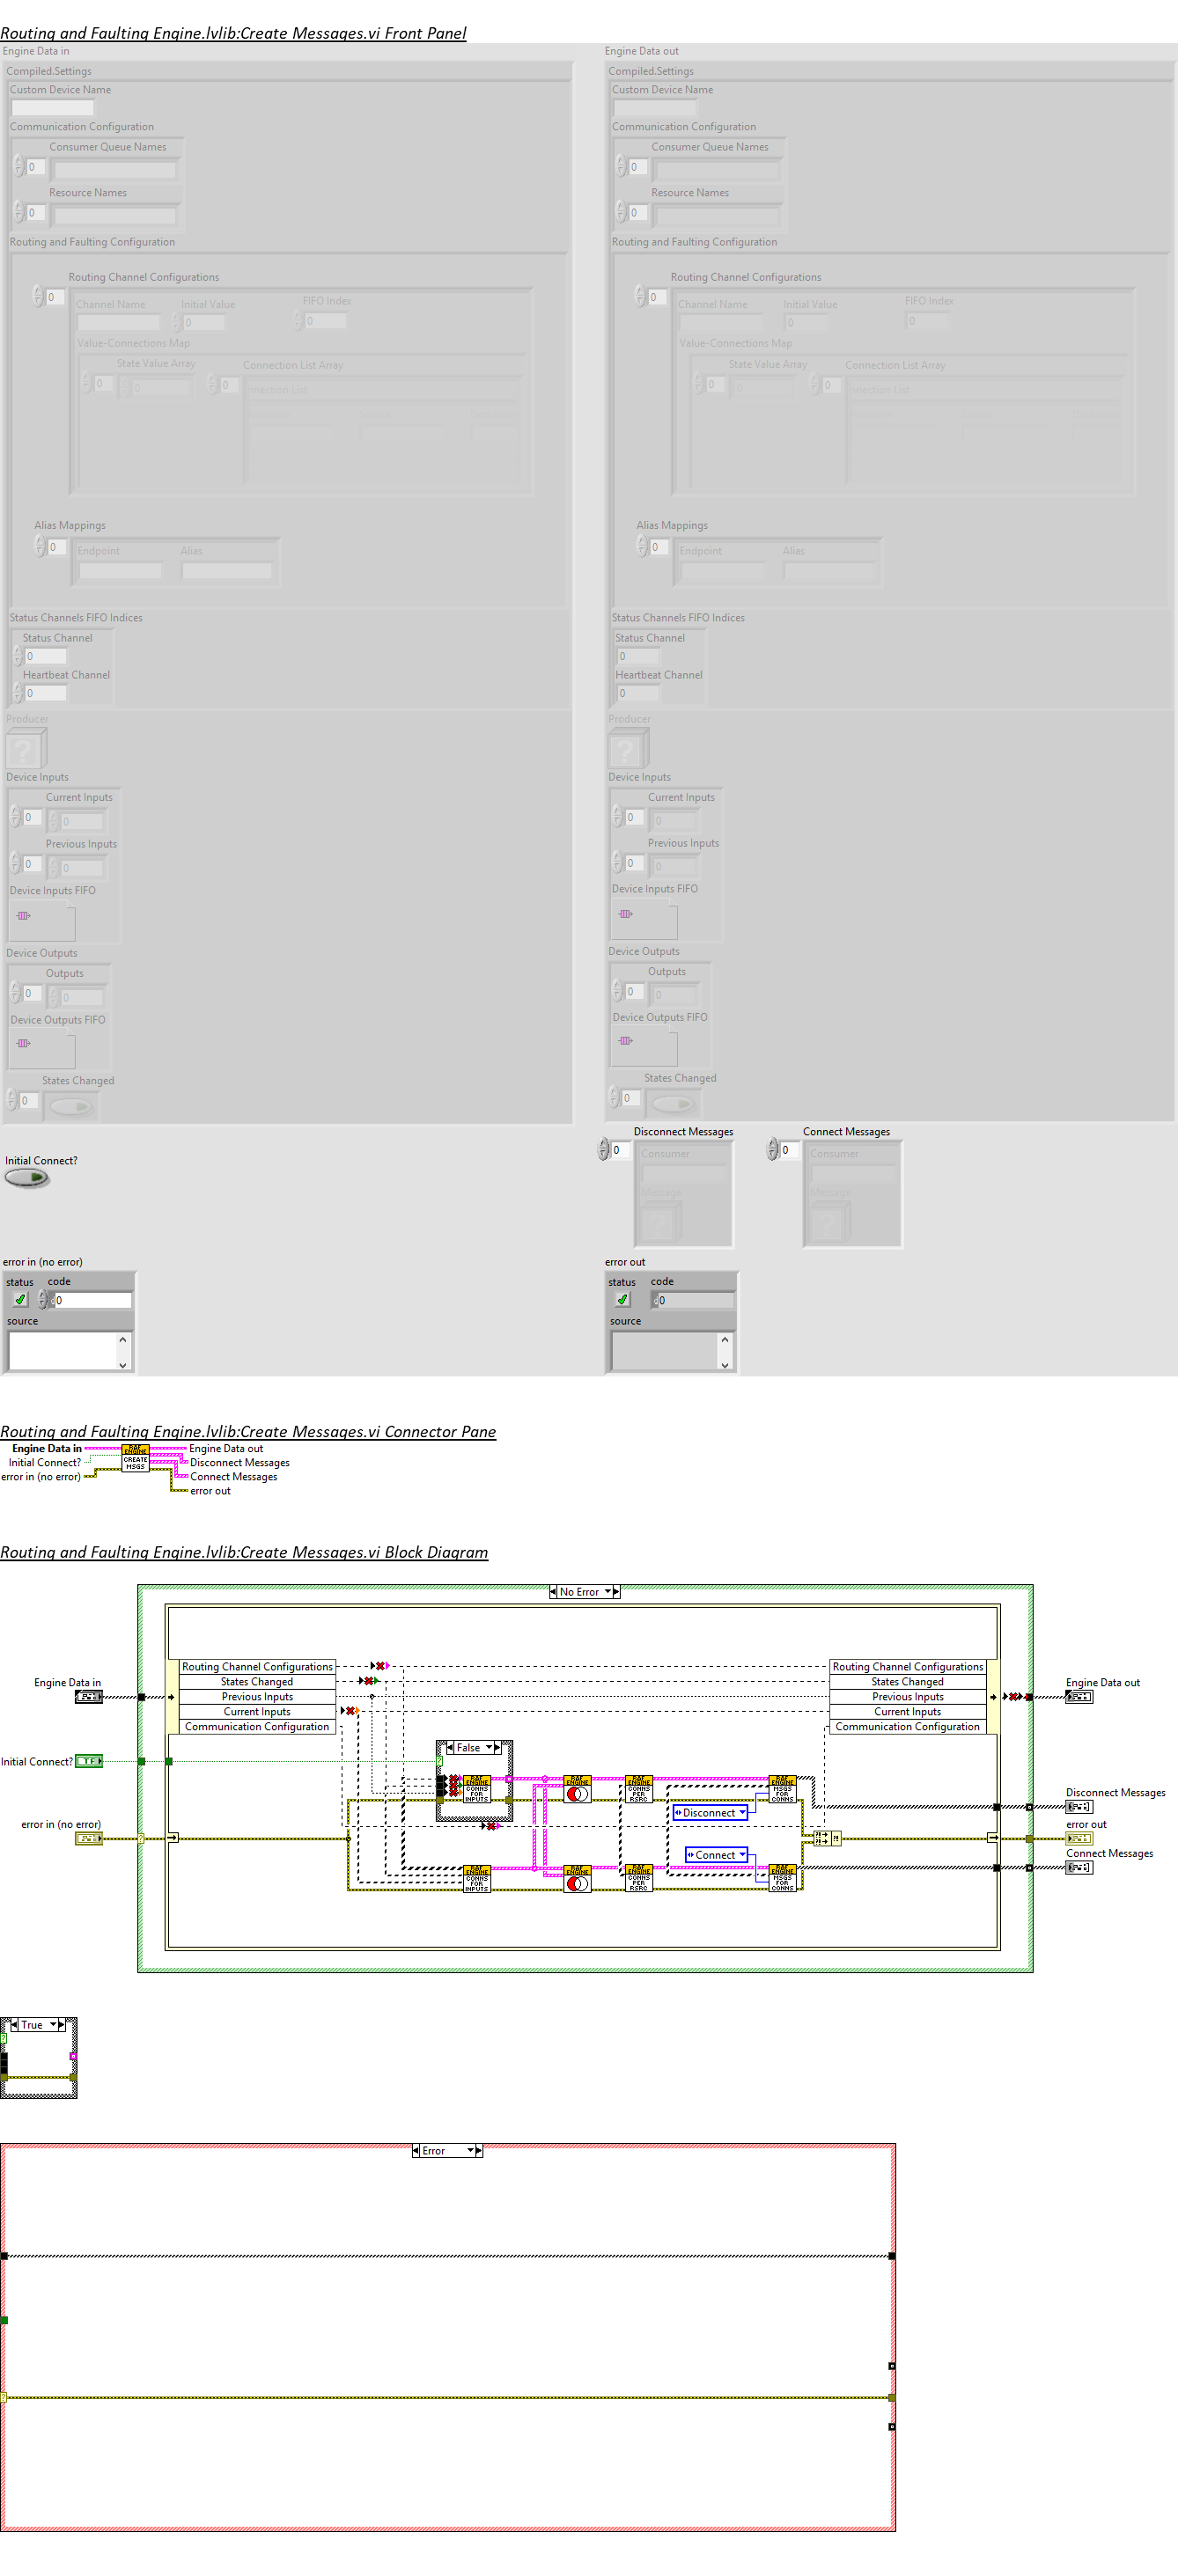 Routing and Faulting Engine.lvlib:Create Messages.vi Front Panel
Engine Data in
Compiled.Settings
Custom Device Name
Communication Configuration
Consumer Queue Names
0
Resource Names
0
Routing and Faulting Configuration
Routing Channel Configurations
0
Channel Name Initial Value FIFO Index
0 0
Value-Connections Map
State Value Array Connection List Array
0 0 0
nnection List
Alias Mappings
0
Endpoint Alias
Status Channels FIFO Indices
Status Channel
0
Heartbeat Channel
0
Producer
?
Device Inputs
Current Inputs
0 0
Previous Inputs
0 0
Device Inputs FIFO
Device Outputs
Outputs
0 0
Device Outputs FIFO
States Changed
0
Initial Connect?
error in (no error)
status code
d0
source
Engine Data out
Compiled.Settings
Custom Device Name
Communication Configuration
Consumer Queue Names
0
Resource Names
0
Routing and Faulting Configuration
Routing Channel Configurations
0
Channel Name Initial Value FIFO Index
0 0
Value-Connections Map
State Value Array Connection List Array
0 0 0
nnection List
Alias Mappings
0
Endpoint Alias
Status Channels FIFO Indices
Status Channel
0
Heartbeat Channel
0
Producer
?
Device Inputs
Current Inputs
0 0
Previous Inputs
0 0
Device Inputs FIFO
Device Outputs
Outputs
0 0
Device Outputs FIFO
States Changed
0
Disconnect Messages Connect Messages
0 Consumer 0 Consumer
Message Message
? ?
error out
status code
d0
source
Routing and Faulting Engine.lvlib:Create Messages.vi Connector Pane
Engine Data in RAF ENGINE Engine Data out
Initial Connect? CREATE MSGS Disconnect Messages
error in (no error) Connect Messages
error out
Routing and Faulting Engine.lvlib:Create Messages.vi Block Diagram
No Error
Routing Channel Configurations Routing Channel Configurations
States Changed States Changed
Engine Data in Previous Inputs Previous Inputs Engine Data out
Current Inputs Current Inputs
Communication Configuration Communication Configuration
False
Initial Connect? TF ?
RAF ENGINE CONNS FOR INPUTS RAF ENGINE RAF ENGINE CONNS PER RSRC RAF ENGINE MSGS FOR CONNS
Disconnect Messages
Disconnect
error in (no error) ? error out
Connect
Connect Messages
RAF ENGINE CONNS FOR INPUTS RAF ENGINE RAF ENGINE CONNS PER RSRC RAF ENGINE MSGS FOR CONNS
True
?
Error
?